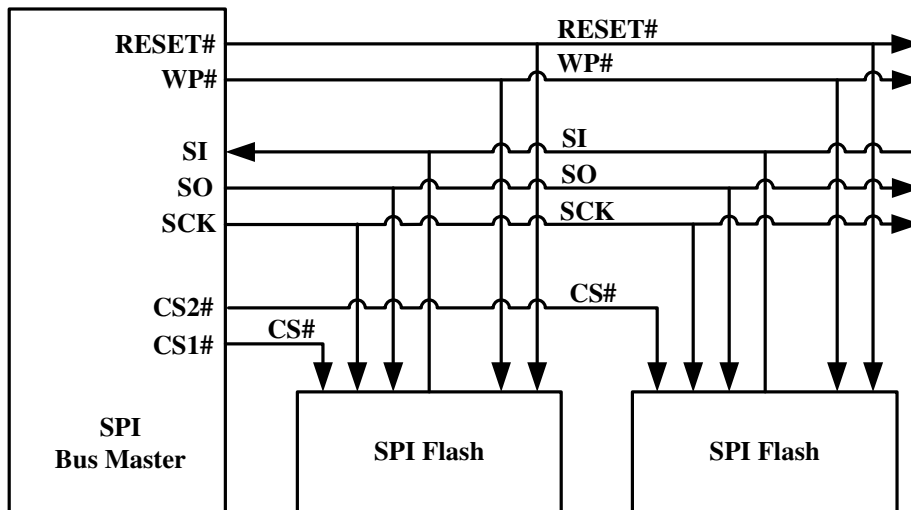 RESET#
RESET#
WP#
WP#
SI
SI
SO
SO
SCK
SCK
CS2#
CS#
CS1#
CS#
SPI
Bus Master
SPI Flash
SPI Flash